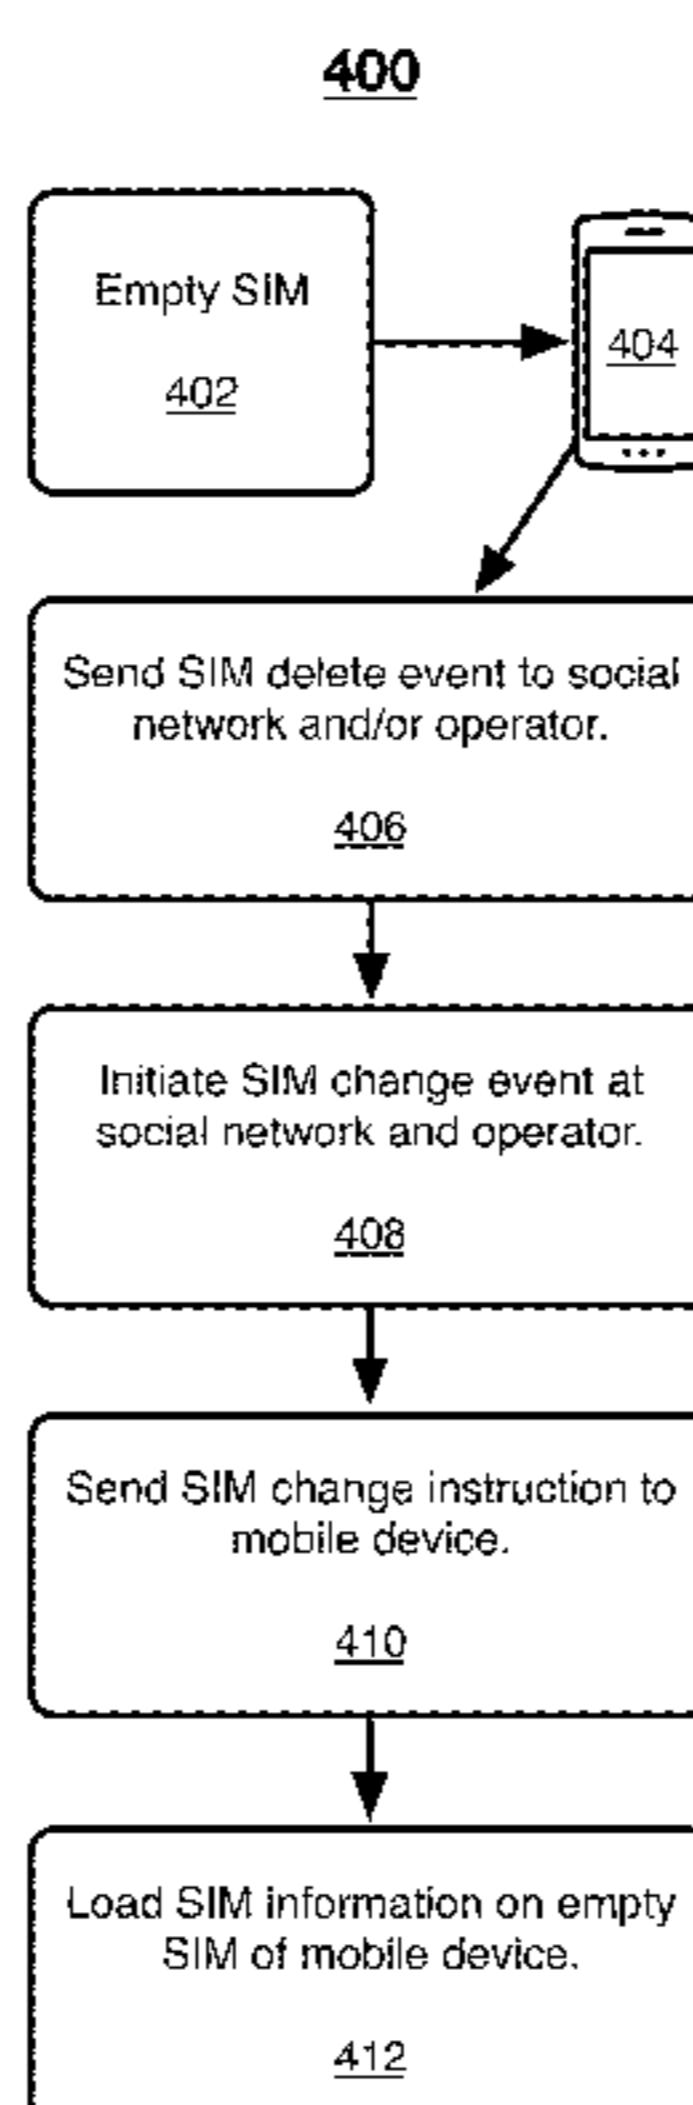 400
Empty SIM
402
404
Send SIM delete event to social
network and/or operator.
406
Initiate SIM change event at
social network and operator.
408
Send SIM change instruction to
mobile device.
410
Load SIM information on empty
SIM of mobile device.
412